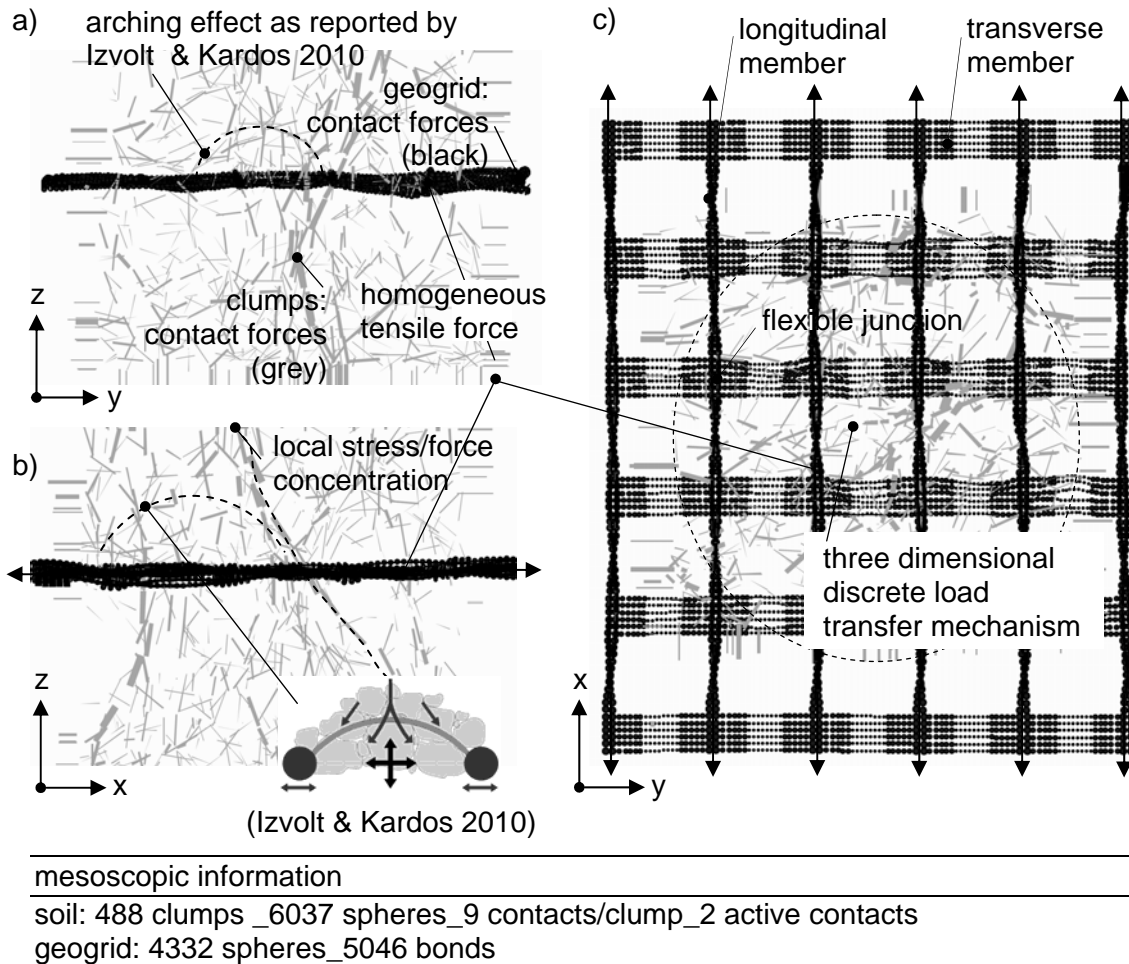 a)
arching effect as reported by
Izvolt & Kardos 2010
geogrid:
contact forces
(black)
clumps:
contact forces
(grey)
homogeneous
tensile force
z
y
b)
local stress/force
concentration
z
x
(Izvolt & Kardos 2010)
c)
longitudinal
member
transverse
member
flexible junction
three dimensional
discrete load
transfer mechanism
x
y
mesoscopic information
soil: 488 clumps _6037 spheres_9 contacts/clump_2 active contacts
geogrid: 4332 spheres_5046 bonds